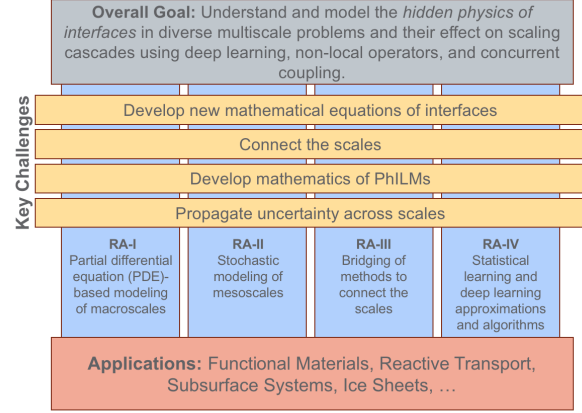 Overall Goal: Understand and model the hidden physics of
interfaces in diverse multiscale problems and their effect on scaling
cascades using deep learning, non-local operators, and concurrent
coupling.
Key Challenges
Develop new mathematical equations of interfaces
Connect the scales
Develop mathematics of PhILMs
Propagate uncertainty across scales
RA-I
Partial differential
equation (PDE)-
based modeling
of macroscales
RA-II
Stochastic
modeling of
mesoscales
RA-III
Bridging of
methods to
connect the
scales
RA-IV
Statistical
learning and
deep learning
approximations
and algorithms
Applications: Functional Materials, Reactive Transport,
Subsurface Systems, Ice Sheets, ...